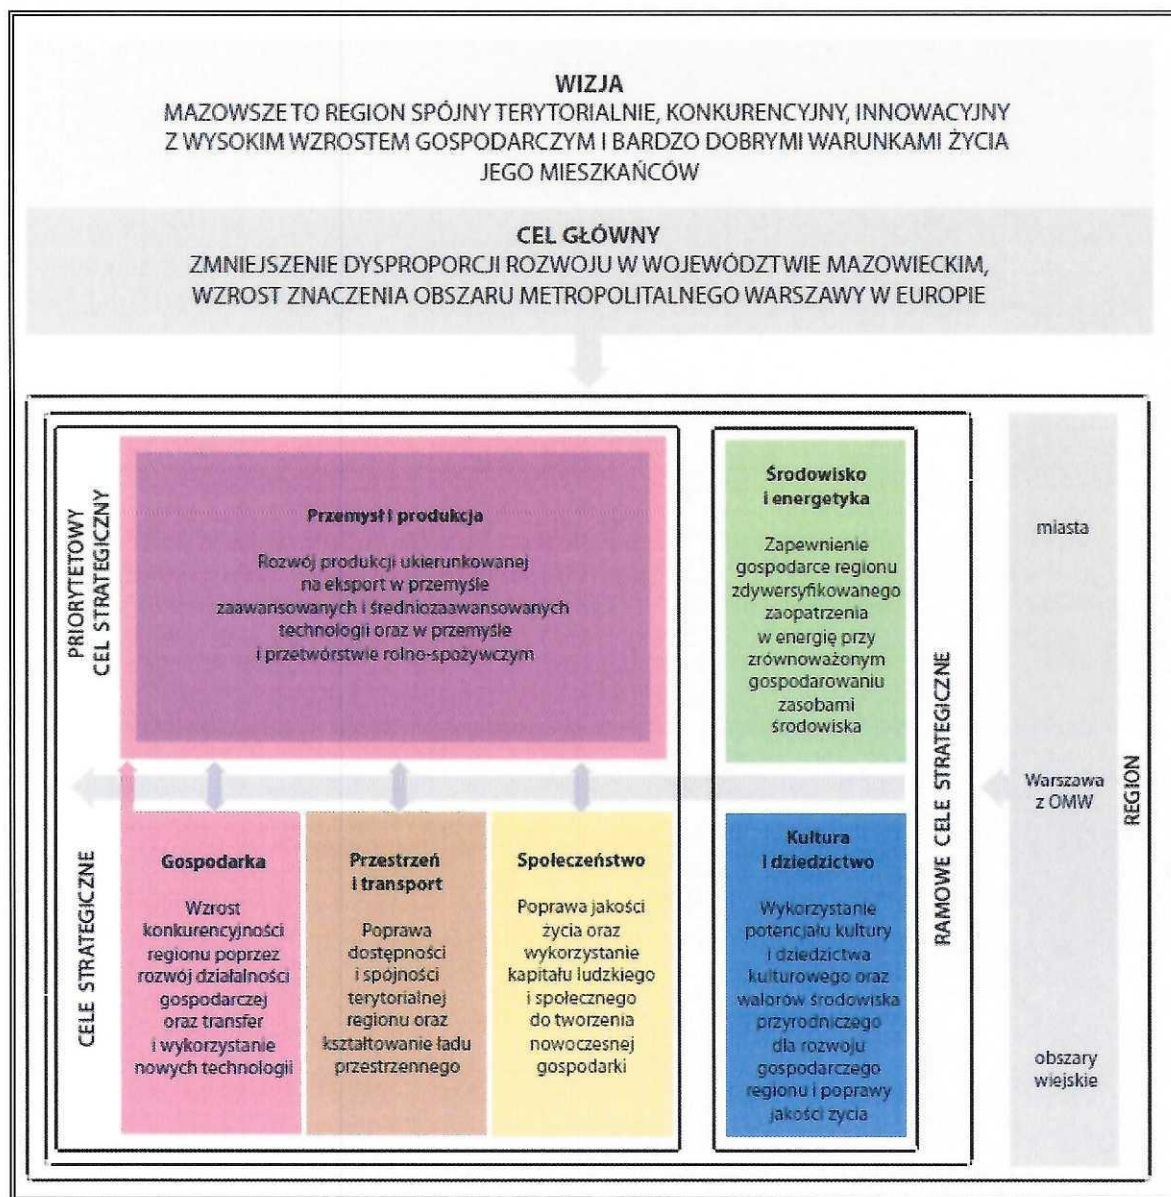 WIZJA
MAZOWSZE TO REGION SPÓJNY TERYTORIALNIE, KONKURENCYJNY, INNOWACYJNY
Z WYSOKIM WZROSTEM GOSPODARCZYM I BARDZO DOBRYMI WARUNKAMI ŻYCIA
JEGO MIESZKAŃCÓW
CEL GŁÓWNY
ZMNIEJSZENIE DYSPROPORCJI ROZWOJU W WOJEWÓDZTWIE MAZOWIECKIM,
WZROST ZNACZENIA OBSZARU METROPOLITALNEGO WARSZAWY W EUROPIE
PRIORYTETOWY
CEL STRATEGICZNY
Przemysł i produkcja
Rozwój produkcji ukierunkowanej
na eksport w przemyśle
zaawansowanych i średniozaawansowanych
technologii oraz w przemyśle
i przetwórstwie rolno-spożywczym
Środowisko
i energetyka
Zapewnienie
gospodarce regionu
zdywersyfikowanego
zaopatrzenia
w energię przy
zrównoważonym
gospodarowaniu
zasobami
środowiska
CELE STRATEGICZNE
Gospodarka
Wzrost
konkurencyjności
regionu poprzez
rozwój działalności
gospodarczej
oraz transfer
i wykorzystanie
nowych technologii
Przestrzeń
i transport
Poprawa
dostępności
i spójności
terytorialnej
regionu oraz
kształtowanie ładu
przestrzennego
Społeczeństwo
Poprawa jakości
życia oraz
wykorzystanie
kapitału ludzkiego
i społecznego
do tworzenia
nowoczesnej
gospodarki
Kultura
i dziedzictwo
Wykorzystanie
potencjału kultury
i dziedzictwa
kulturowego oraz
walorów środowiska
przyrodniczego
dla rozwoju
gospodarczego
regionu i poprawy
jakości życia
RAMOWE CELE STRATEGICZNE
miasta
Warszawa
z OMW
obszary
wiejskie
REGION